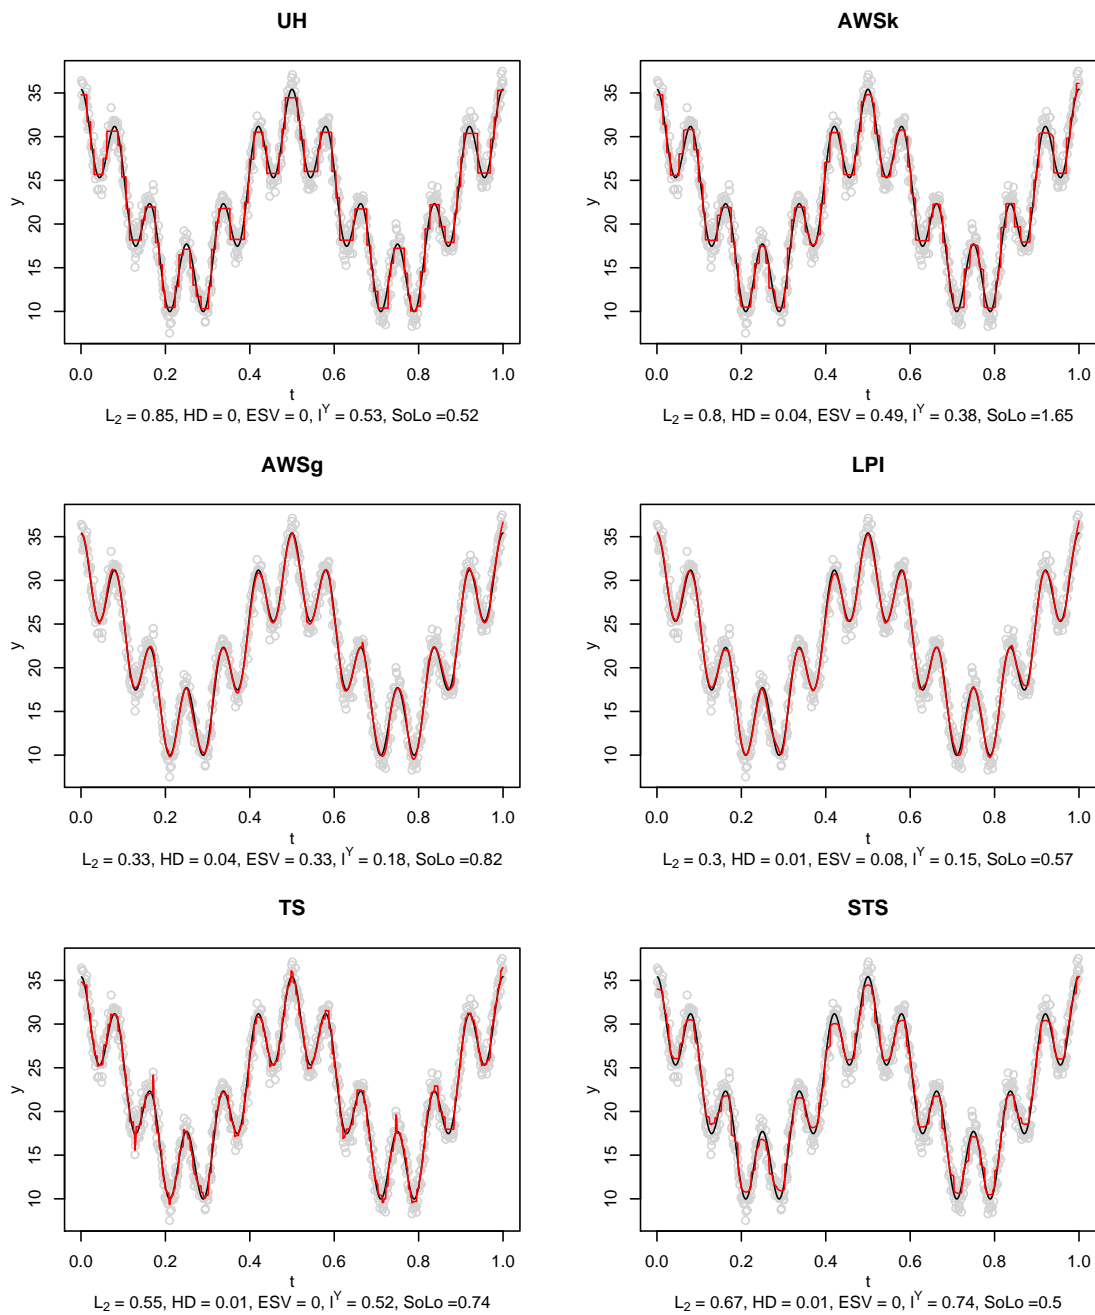 UH
AWSk
y
10 15 20 25 30 35
0.0 0.2 0.4 0.6 0.8 1.0
t
L2 = 0.85, HD = 0, ESV = 0, I^Y = 0.53, SoLo =0.52
y
10 15 20 25 30 35
0.0 0.2 0.4 0.6 0.8 1.0
t
L2 = 0.8, HD = 0.04, ESV = 0.49, I^Y = 0.38, SoLo =1.65
AWSg
LPI
y
10 15 20 25 30 35
0.0 0.2 0.4 0.6 0.8 1.0
t
L2 = 0.33, HD = 0.04, ESV = 0.33, I^Y = 0.18, SoLo =0.82
y
10 15 20 25 30 35
0.0 0.2 0.4 0.6 0.8 1.0
t
L2 = 0.3, HD = 0.01, ESV = 0.08, I^Y = 0.15, SoLo =0.57
TS
STS
y
10 15 20 25 30 35
0.0 0.2 0.4 0.6 0.8 1.0
t
L2 = 0.55, HD = 0.01, ESV = 0, I^Y = 0.52, SoLo =0.74
y
10 15 20 25 30 35
0.0 0.2 0.4 0.6 0.8 1.0
t
L2 = 0.67, HD = 0.01, ESV = 0, I^Y = 0.74, SoLo =0.5